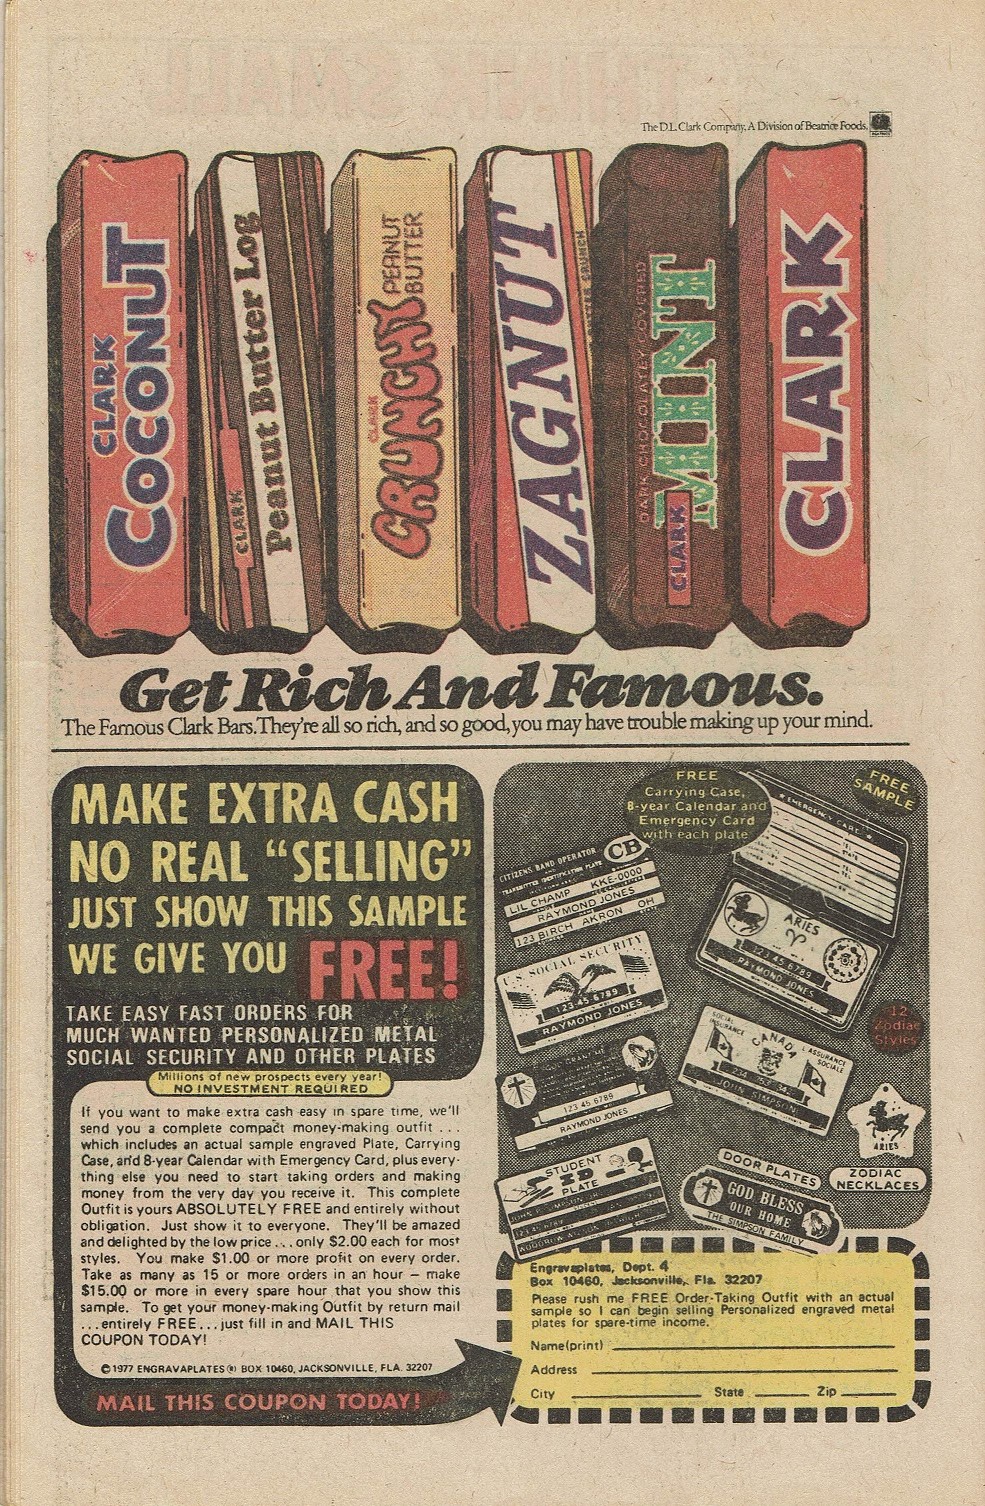 The D.L. Clark Company, A Division of Beatrice Foods.
CLARK
COCONUT
CLARK
Peanut Butter Log
CLARK
CRUNCHY
PEANUT
BUTTER
ZAGNUT
BUTTER CRUNCH
DARK CHOCOLATEY COVERED
MINT
CLARK
CLARK
Get Rich And Famous.
The Famous Clark Bars. They're all so rich, and so good, you may have trouble making up your mind.
MAKE EXTRA CASH
NO REAL “SELLING”
JUST SHOW THIS SAMPLE
WE GIVE YOU FREE!
TAKE EASY FAST ORDERS FOR
MUCH WANTED PERSONALIZED METAL
SOCIAL SECURITY AND OTHER PLATES
Millions of new prospects every year!
NO INVESTMENT REQUIRED
If you want to make extra cash easy in spare time, we'll
send you a complete compact money-making outfit ...
which includes an actual sample engraved Plate, Carrying
Case, and 8-year Calendar with Emergency Card, plus every-
thing else you need to start taking orders and making
money from the very day you receive it. This complete
Outfit is yours ABSOLUTELY FREE and entirely without
obligation. Just show it to everyone. They'll be amazed
and delighted by the low price ... only $2.00 each for most
styles. You make $1.00 or more profit on every order.
Take as many as 15 or more orders in an hour — make
$15.00 or more in every spare hour that you show this
sample. To get your money-making Outfit by return mail
...entirely FREE...just fill in and MAIL THIS
COUPON TODAY!
© 1977 ENGRAVAPLATES ® BOX 10460, JACKSONVILLE, FLA. 32207
MAIL THIS COUPON TODAY!
FREE
Carrying Case,
8-year Calendar and
Emergency Card
with each plate
FREE
SAMPLE
EMERGENCY CARD
CITIZENS BAND OPERATOR
CB
TRANSMITTER IDENTIFICATION PLATE
LIL CHAMP KKE-0000
RAYMOND JONES
123 BIRCH AKRON OH
ARIES
123 45 6789
RAYMOND JONES
U.S. SOCIAL SECURITY
123 45 6789
RAYMOND JONES
12
Zodiac
Styles
SOCIAL
INSURANCE
CANADA
L'ASSURANCE
SOCIALE
JOHN SIMPSON
GRANT ME
123 45 6789
RAYMOND JONES
ARIES
STUDENT
ID
PLATE
DOOR PLATES
ZODIAC
NECKLACES
GOD BLESS
OUR HOME
THE SIMPSON FAMILY
Engravaplates, Dept. 4
Box 10460, Jacksonville, Fla. 32207
Please rush me FREE Order-Taking Outfit with an actual
sample so I can begin selling Personalized engraved metal
plates for spare-time income.
Name(print)
Address
City State Zip